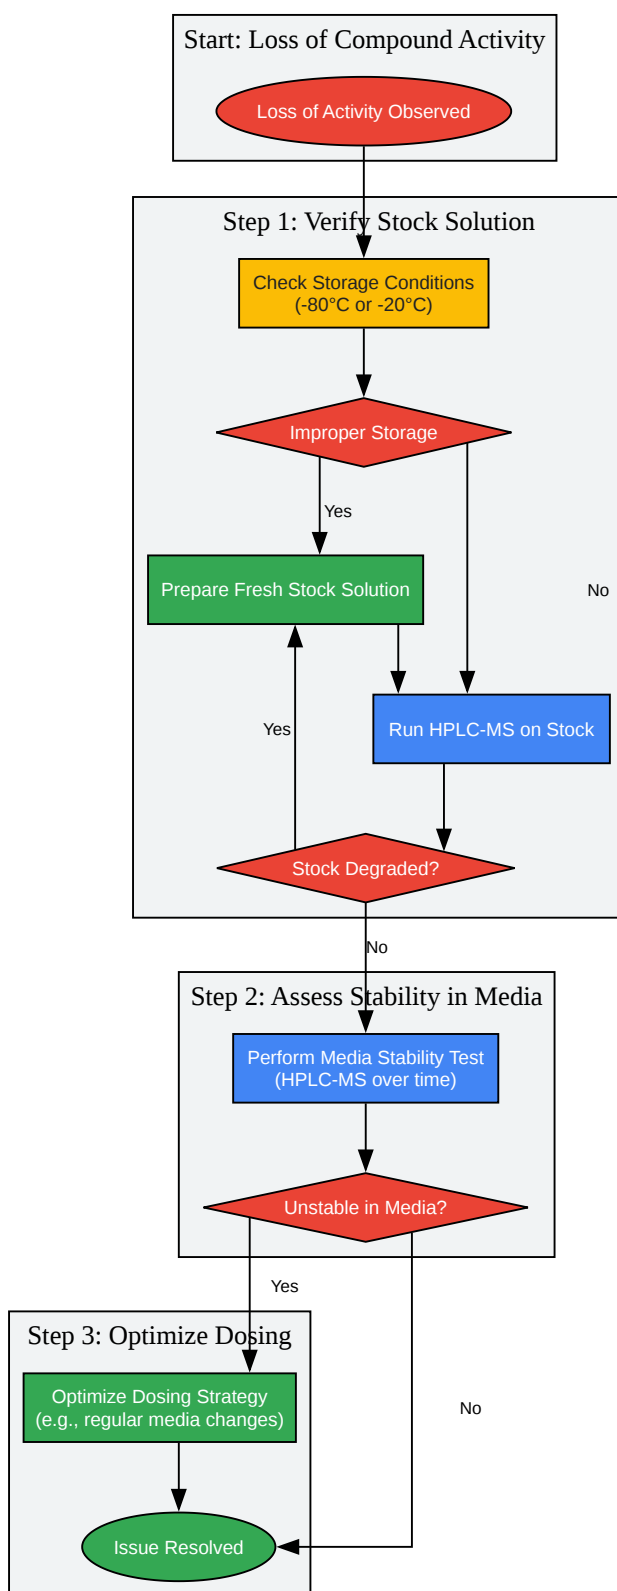 Start: Loss of Compound Activity
Loss of Activity Observed
Step 1: Verify Stock Solution
Check Storage Conditions
(-80°C or -20°C)
Improper Storage
Yes
Prepare Fresh Stock Solution
No
Yes
Run HPLC-MS on Stock
Stock Degraded?
No
Step 2: Assess Stability in Media
Perform Media Stability Test
(HPLC-MS over time)
Unstable in Media?
Yes
Step 3: Optimize Dosing
Optimize Dosing Strategy
(e.g., regular media changes)
No
Issue Resolved